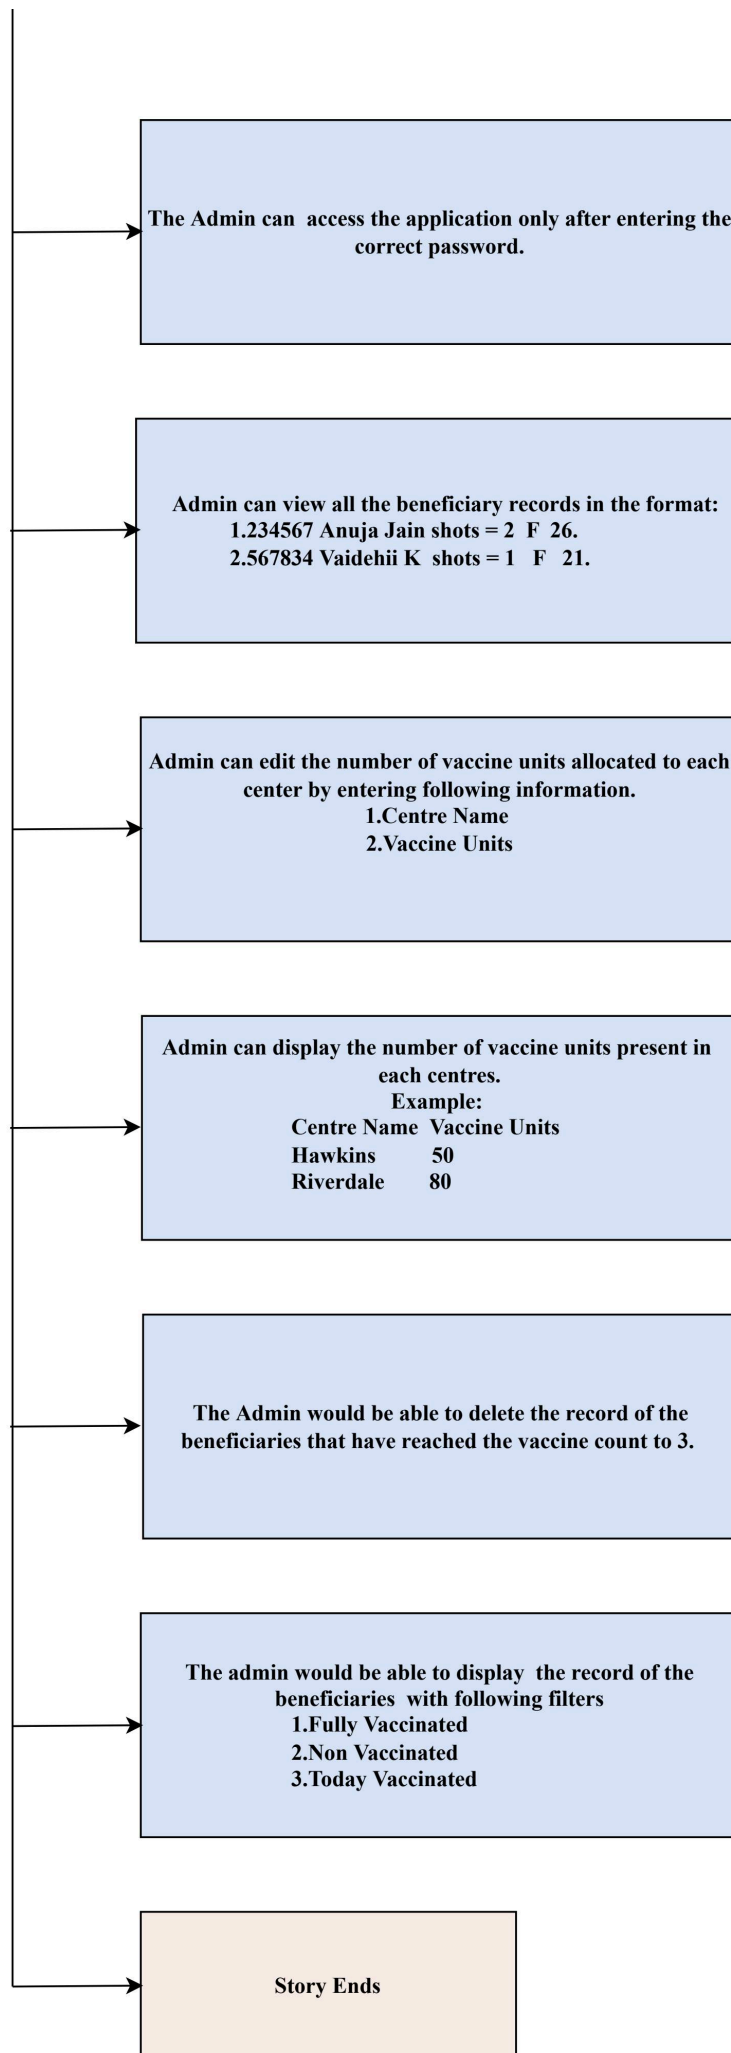 The Admin can  access the application only after entering the
correct password.
Admin can view all the beneficiary records in the format:
1.234567 Anuja Jain shots = 2  F  26.
2.567834 Vaidehii K  shots = 1   F   21.
Admin can edit the number of vaccine units allocated to each
center by entering following information.
1.Centre Name
2.Vaccine Units
Admin can display the number of vaccine units present in
each centres.
Example:
Centre Name  Vaccine Units
Hawkins         50
Riverdale        80
The Admin would be able to delete the record of the
beneficiaries that have reached the vaccine count to 3.
The admin would be able to display  the record of the
beneficiaries  with following filters
1.Fully Vaccinated
2.Non Vaccinated
3.Today Vaccinated
Story Ends